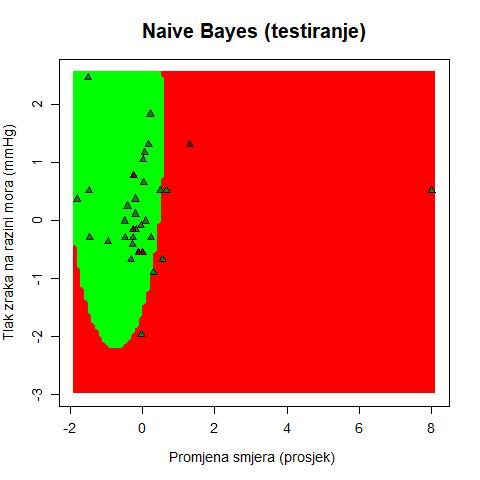 Naive Bayes (testiranje)
Tlak zraka na razini mora (mmHg)
2
1
0
-1
-2
-3
-2 0 2 4 6 8
Promjena smjera (prosjek)